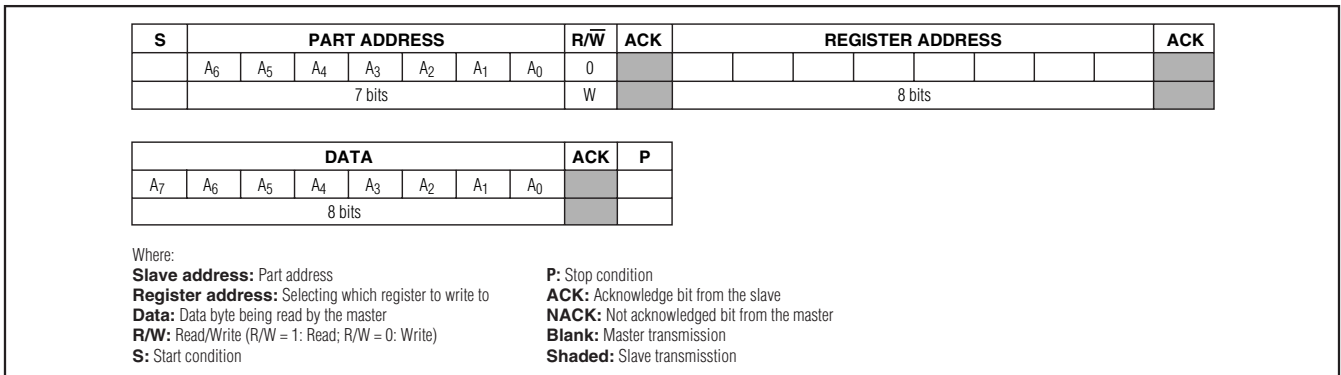 S PART ADDRESS R/W̅ ACK REGISTER ADDRESS ACK
A6 A5 A4 A3 A2 A1 A0 0
7 bits W 8 bits
DATA ACK P
A7 A6 A5 A4 A3 A2 A1 A0
8 bits
Where:
Slave address: Part address
Register address: Selecting which register to write to
Data: Data byte being read by the master
R/W: Read/Write (R/W = 1: Read; R/W = 0: Write)
S: Start condition
P: Stop condition
ACK: Acknowledge bit from the slave
NACK: Not acknowledged bit from the master
Blank: Master transmission
Shaded: Slave transmisstion